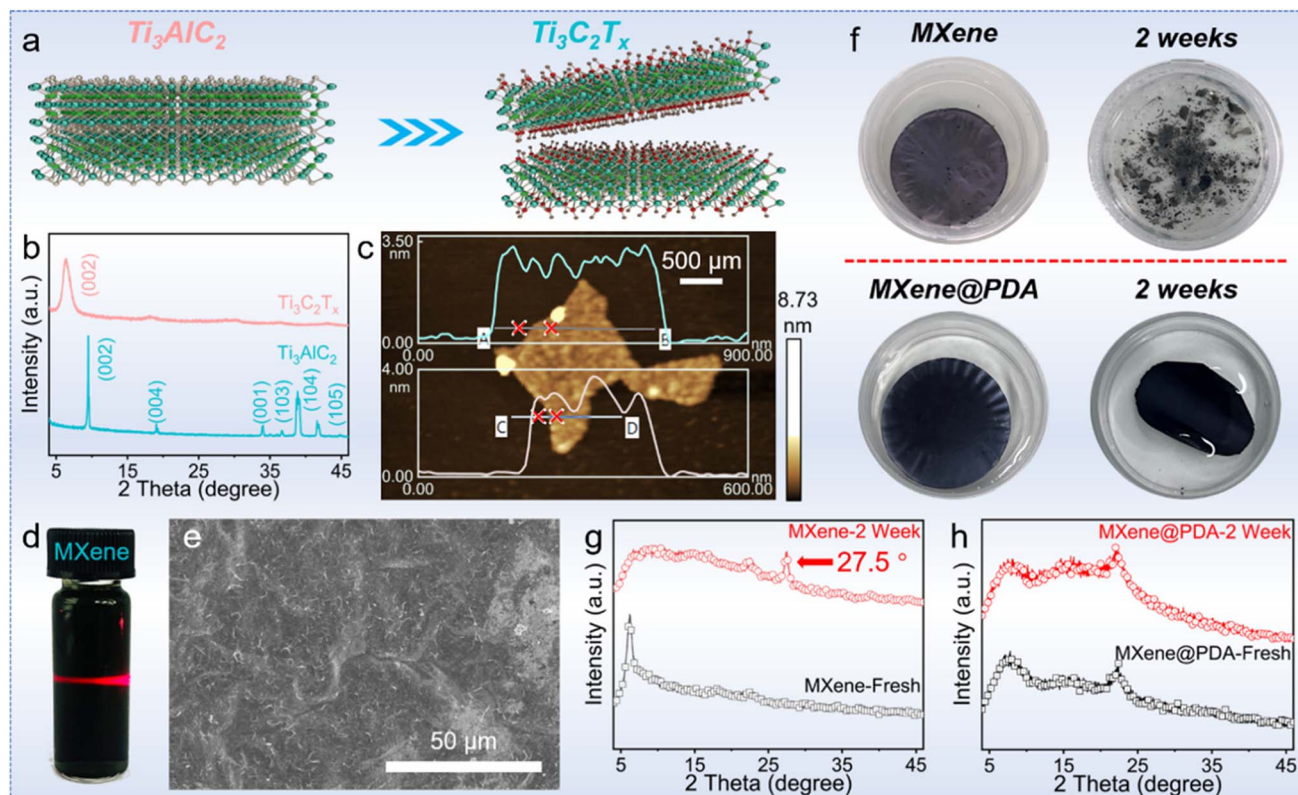 a
Ti₃AlC₂
Ti₃C₂Tₓ
b
Intensity (a.u.)
(002)
Ti₃C₂Tₓ
(002)
Ti₃AlC₂
(004)
(001)
(103)
(104)
(105)
5
15
25
35
45
2 Theta (degree)
c
3.50
nm
500 µm
A
B
0.00
0.00
nm
900.00
4.00
C
D
0.00
0.00
600.00
8.73
nm
d
MXene
e
50 µm
f
MXene
2 weeks
MXene@PDA
2 weeks
g
Intensity (a.u.)
MXene-2 Week
27.5 °
MXene-Fresh
5
15
25
35
45
2 Theta (degree)
h
Intensity (a.u.)
MXene@PDA-2 Week
MXene@PDA-Fresh
5
15
25
35
45
2 Theta (degree)